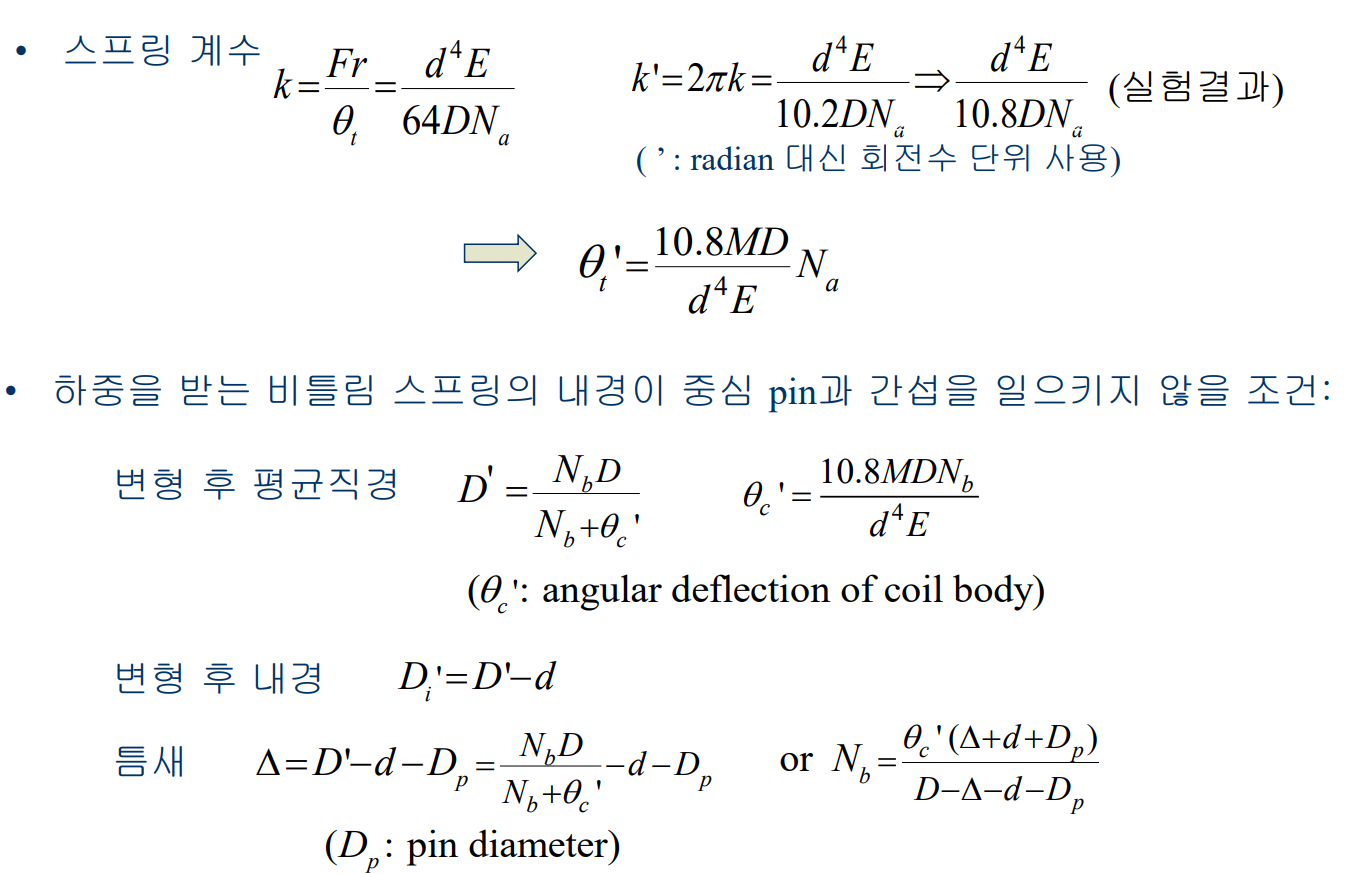 • 스프링 계수 k=Fr/θ_t=d^4E/64DN_a k'=2πk=d^4E/10.2DN_a⇒d^4E/10.8DN_a (실험결과)
( ’ : radian 대신 회전수 단위 사용)
θ_t'=10.8MD/d^4E N_a
• 하중을 받는 비틀림 스프링의 내경이 중심 pin과 간섭을 일으키지 않을 조건:
변형 후 평균직경 D'=N_bD/N_b+θ_c' θ_c'=10.8MDN_b/d^4E
(θ_c': angular deflection of coil body)
변형 후 내경 D_i'=D'−d
틈새 Δ=D'−d−D_p=N_bD/N_b+θ_c'−d−D_p or N_b=θ_c'(Δ+d+D_p)/D−Δ−d−D_p
(D_p: pin diameter)